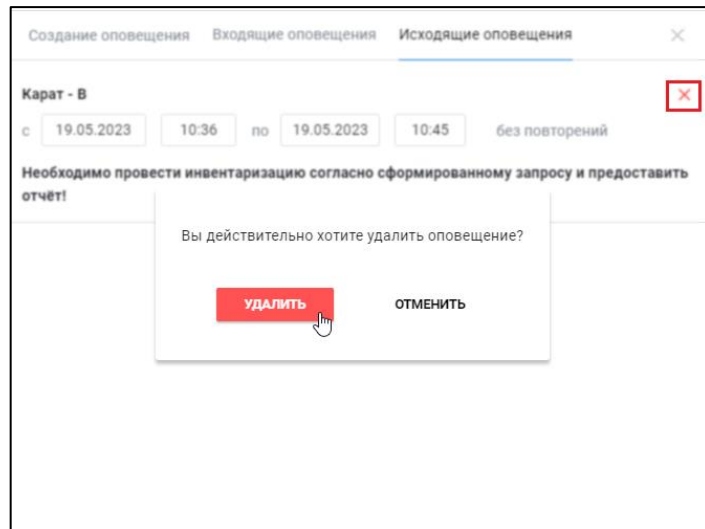 Создание оповещения Входящие оповещения Исходящие оповещения
Карат - В
с 19.05.2023 10:36 по 19.05.2023 10:45 без повторений
Необходимо провести инвентаризацию согласно сформированному запросу и предоставить
отчёт!
Вы действительно хотите удалить оповещение?
УДАЛИТЬ ОТМЕНИТЬ